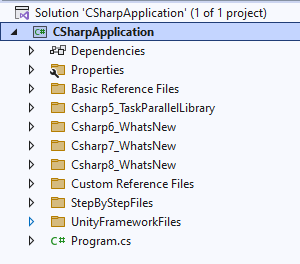 Solution 'CSharpApplication' (1 of 1 project)
C# CSharpApplication
Dependencies
Properties
Basic Reference Files
Csharp5_TaskParallelLibrary
Csharp6_WhatsNew
Csharp7_WhatsNew
Csharp8_WhatsNew
Custom Reference Files
StepByStepFiles
UnityFrameworkFiles
C# Program.cs